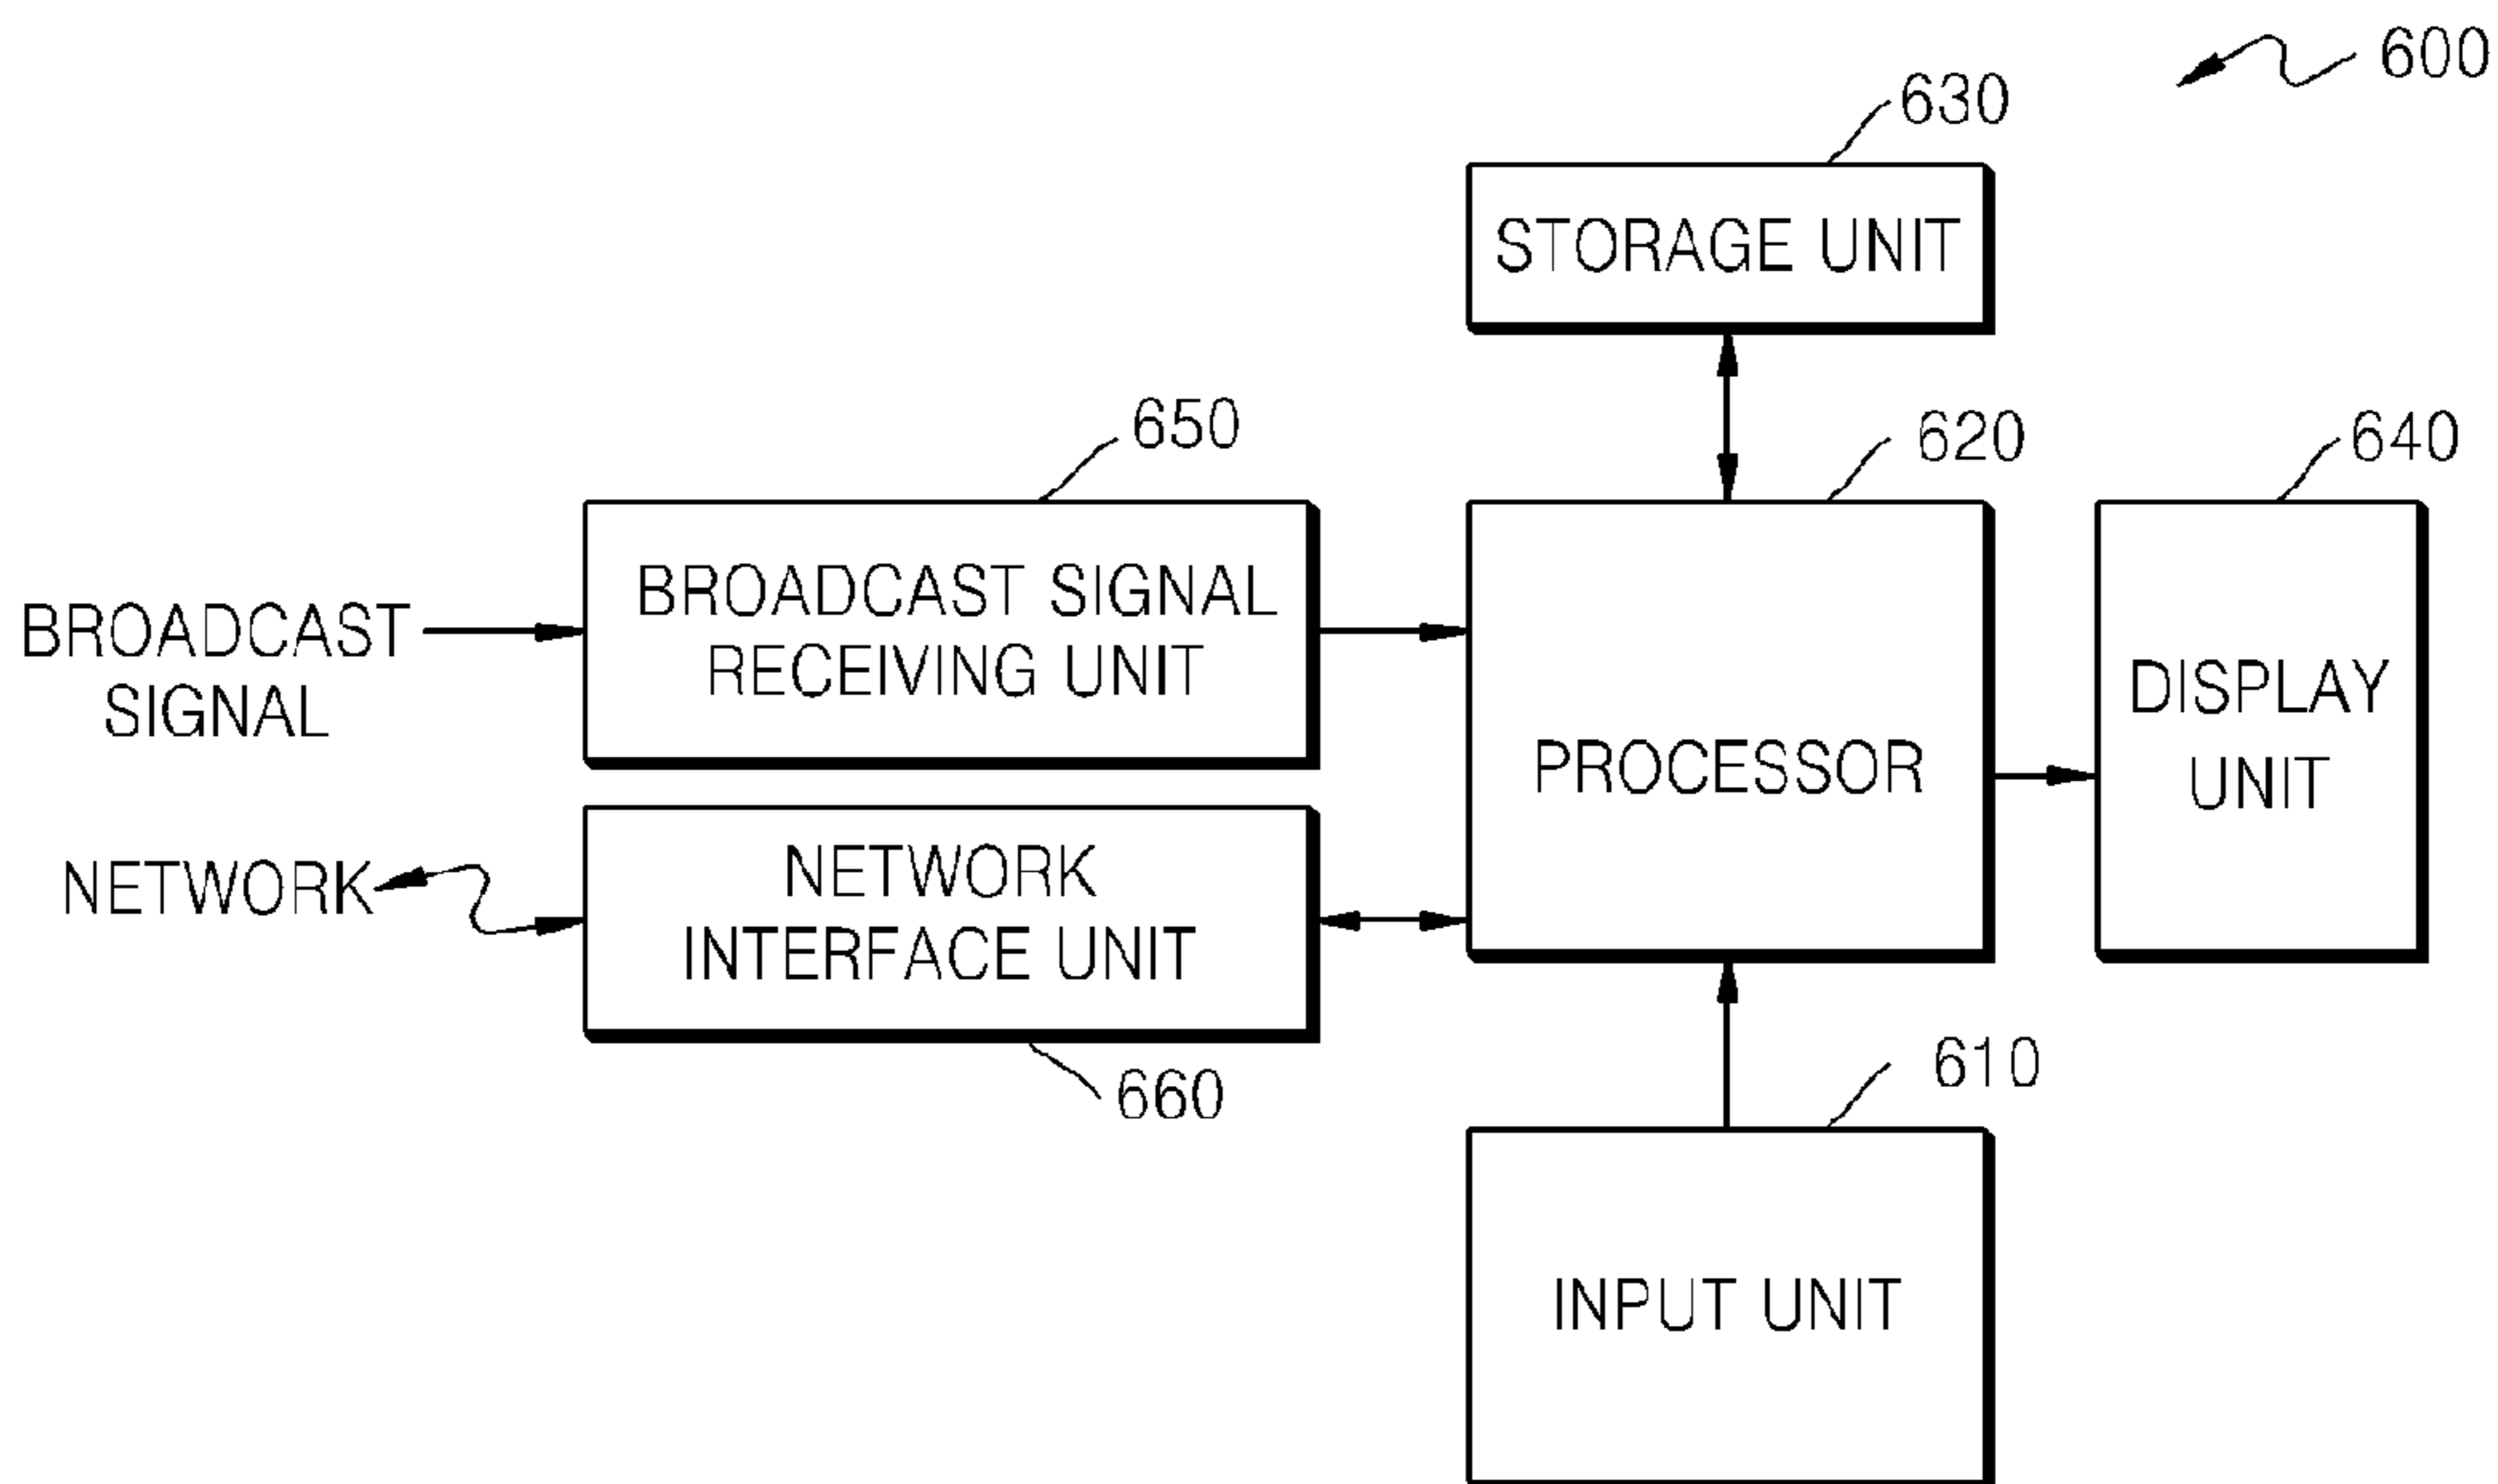 600
630
STORAGE UNIT
650
620
640
BROADCAST SIGNAL
RECEIVING UNIT
BROADCAST
SIGNAL
PROCESSOR
DISPLAY
UNIT
NETWORK
NETWORK
INTERFACE UNIT
660
610
INPUT UNIT